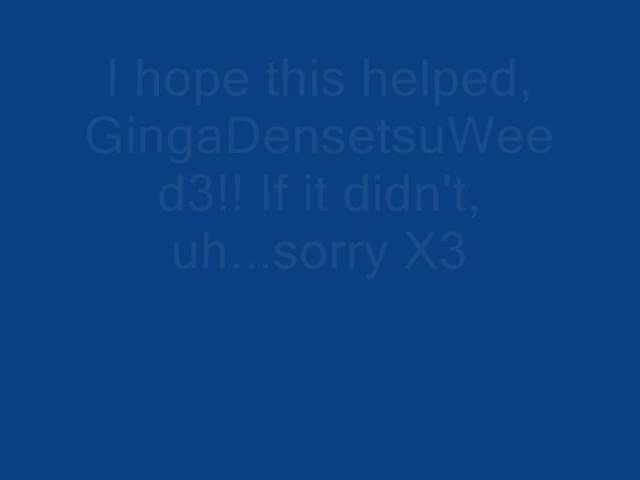 I hope this helped,
GingaDensetsuWee
d3!! If it didn't,
uh...sorry X3